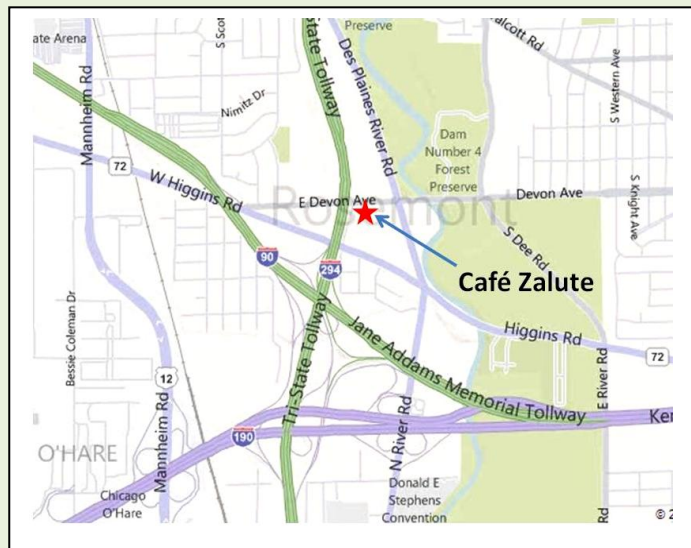 Preserve
ate Arena
S Scot
State Tollway
Des Plaines River Rd
alcott Rd
S Western Ave
Mannheim Rd
Nimitz Dr
Dam
Number 4
Forest
Preserve
72
W Higgins Rd
E Devon Ave
Devon Ave
S Knight Ave
Rosemont
S Dee Rd
90
294
Café Zalute
Bessie Coleman Dr
Tri-State Tollway
Jane Addams Memorial Tollway
Higgins Rd
72
12
Mannheim Rd
E River Rd
190
N River Rd
Ken
O'HARE
Chicago
O'Hare
Donald E
Stephens
Convention
Rd
© 2